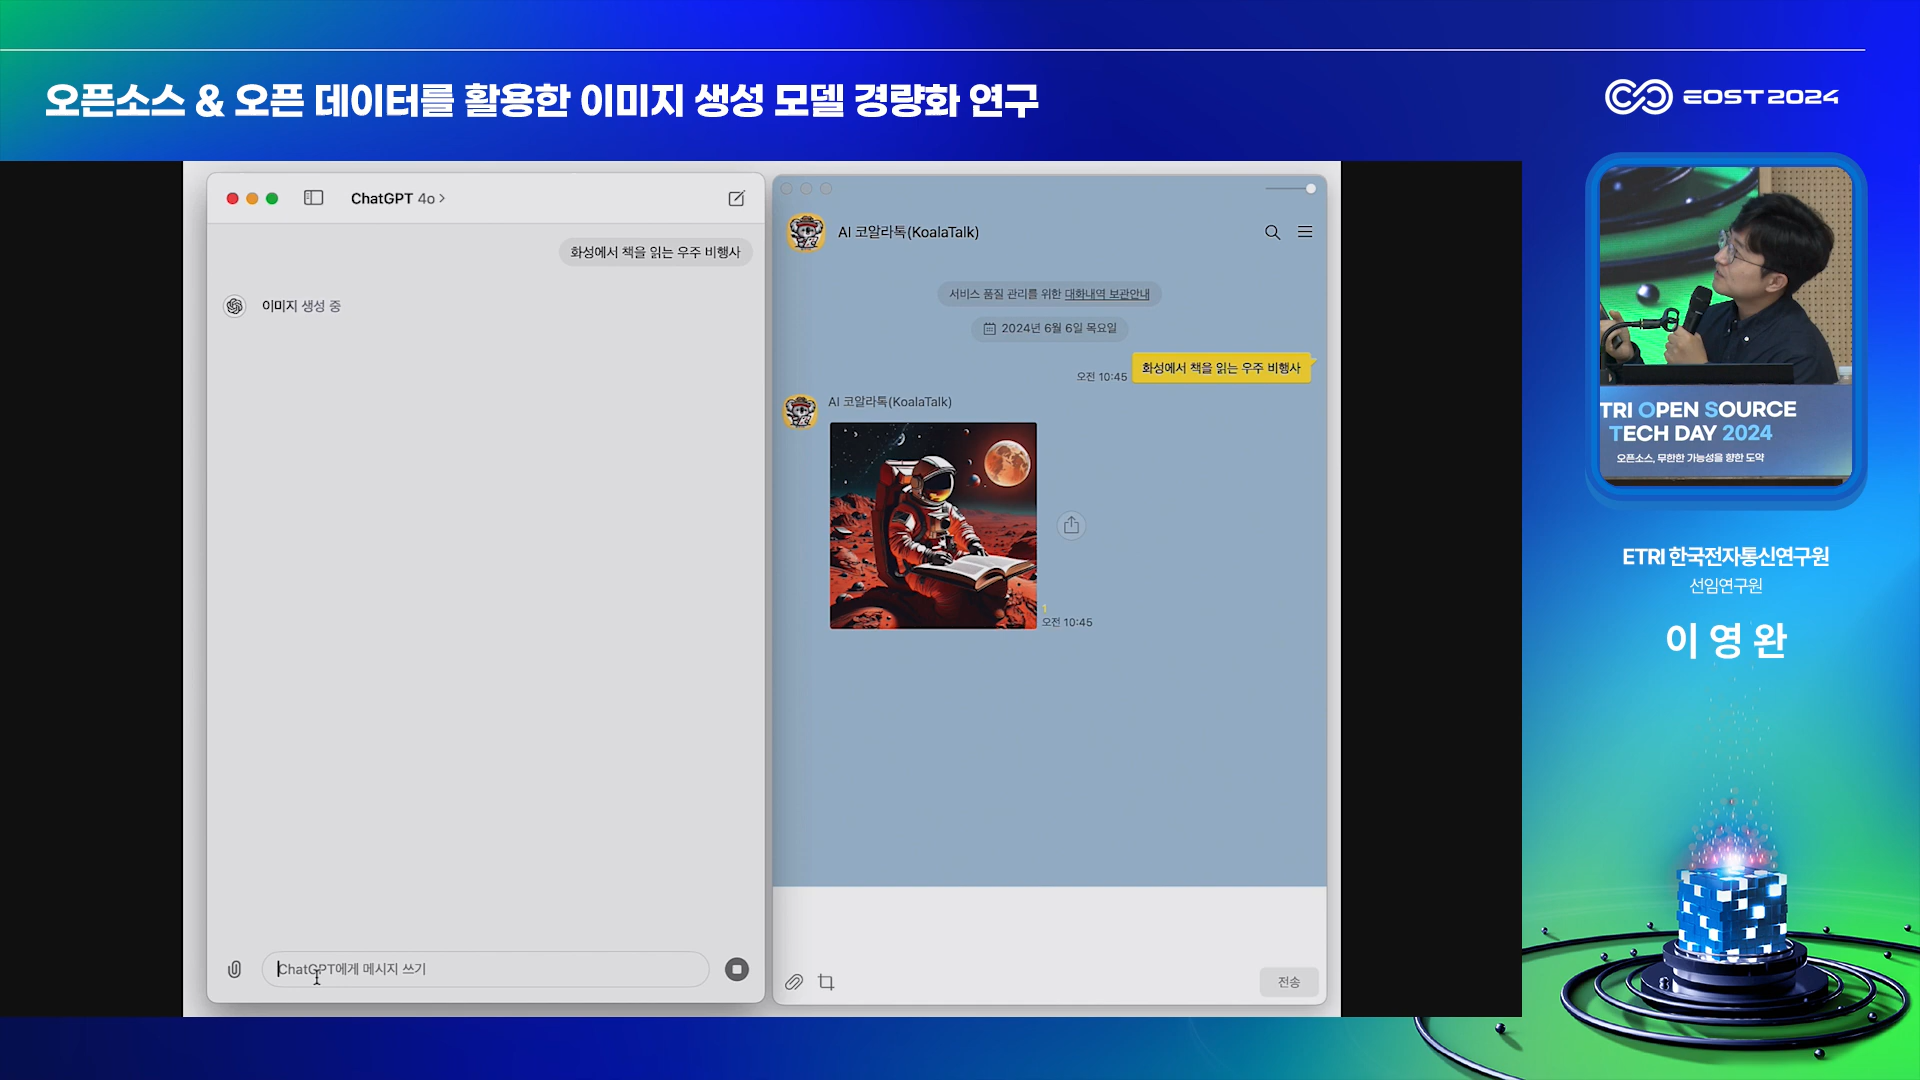 오픈소스 & 오픈 데이터를 활용한 이미지 생성 모델 경량화 연구
EOST 2024
ChatGPT 4o >
화성에서 책을 읽는 우주 비행사
이미지 생성 중
ChatGPT에게 메시지 쓰기
AI 코알라톡(KoalaTalk)
서비스 품질 관리를 위한 대화내역 보관안내
2024년 6월 6일 목요일
오전 10:45 화성에서 책을 읽는 우주 비행사
AI 코알라톡(KoalaTalk)
1
오전 10:45
전송
TRI OPEN SOURCE
TECH DAY 2024
오픈소스, 무한한 가능성을 향한 도약
ETRI 한국전자통신연구원
선임연구원
이영완